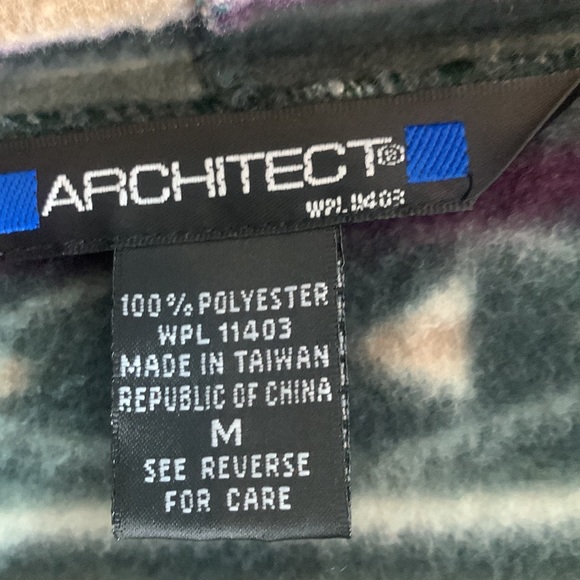 ARCHITECT®
WPL 11403
100% POLYESTER
WPL 11403
MADE IN TAIWAN
REPUBLIC OF CHINA
M
SEE REVERSE
FOR CARE